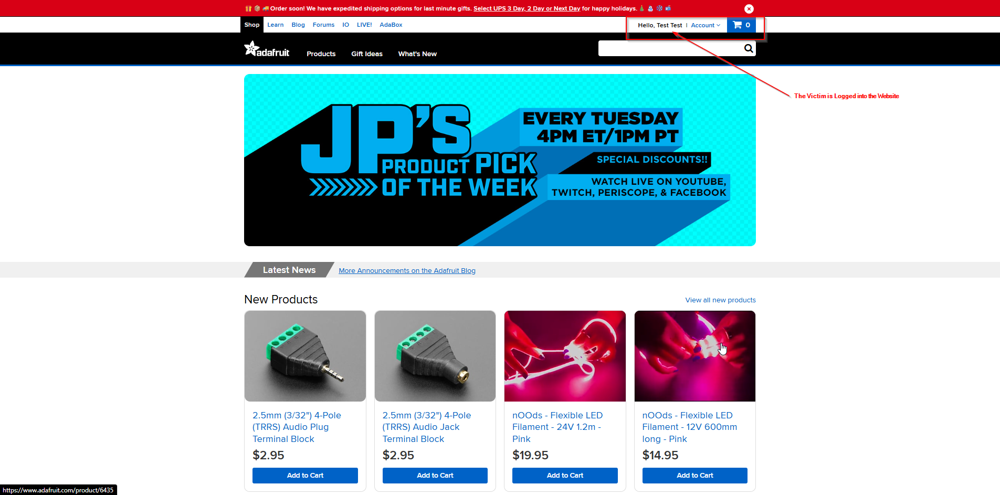 Order soon! We have expedited shipping options for last minute gifts. Select UPS 3 Day, 2 Day or Next Day for happy holidays.
Shop Learn Blog Forums IO LIVE! AdaBox Hello, Test Test | Account 0
adafruit Products Gift Ideas What's New
The Victim is Logged into the Website
JP'S
PRODUCT PICK
OF THE WEEK
EVERY TUESDAY
4PM ET/1PM PT
SPECIAL DISCOUNTS!!
WATCH LIVE ON YOUTUBE,
TWITCH, PERISCOPE, & FACEBOOK
Latest News More Announcements on the Adafruit Blog
New Products View all new products
2.5mm (3/32") 4-Pole
(TRRS) Audio Plug
Terminal Block
$2.95
Add to Cart
2.5mm (3/32") 4-Pole
(TRRS) Audio Jack
Terminal Block
$2.95
Add to Cart
nOOds - Flexible LED
Filament - 24V 1.2m -
Pink
$19.95
Add to Cart
nOOds - Flexible LED
Filament - 12V 600mm
long - Pink
$14.95
Add to Cart
https://www.adafruit.com/product/6435